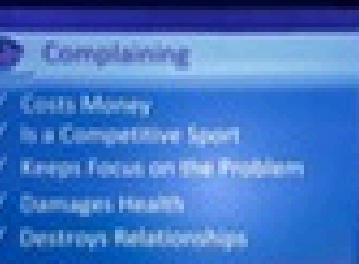 Complaining
Costs Money
Is a Competitive Sport
Keeps Focus on the Problem
Damages Health
Destroys Relationships